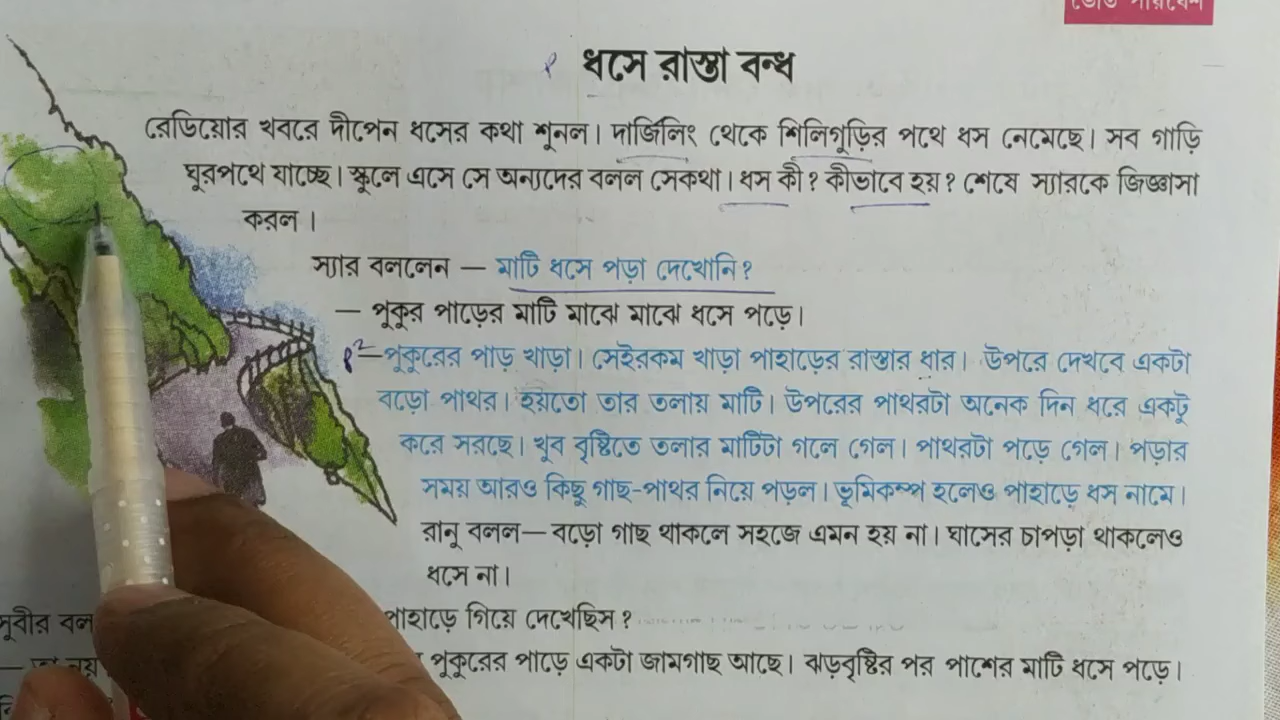 ভৌত পরিবেশ
ধসে রাস্তা বন্ধ
রেডিয়োর খবরে দীপেন ধসের কথা শুনল। দার্জিলিং থেকে শিলিগুড়ির পথে ধস নেমেছে। সব গাড়ি
ঘুরপথে যাচ্ছে। স্কুলে এসে সে অন্যদের বলল সেকথা। ধস কী? কীভাবে হয়? শেষে স্যারকে জিজ্ঞাসা
করল।
স্যার বললেন — মাটি ধসে পড়া দেখোনি?
— পুকুর পাড়ের মাটি মাঝে মাঝে ধসে পড়ে।
—পুকুরের পাড় খাড়া। সেইরকম খাড়া পাহাড়ের রাস্তার ধার। উপরে দেখবে একটা
বড়ো পাথর। হয়তো তার তলায় মাটি। উপরের পাথরটা অনেক দিন ধরে একটু
করে সরছে। খুব বৃষ্টিতে তলার মাটিটা গলে গেল। পাথরটা পড়ে গেল। পড়ার
সময় আরও কিছু গাছ-পাথর নিয়ে পড়ল। ভূমিকম্প হলেও পাহাড়ে ধস নামে।
রানু বলল— বড়ো গাছ থাকলে সহজে এমন হয় না। ঘাসের চাপড়া থাকলেও
ধসে না।
সুবীর বল পাহাড়ে গিয়ে দেখেছিস?
— তা নয় পুকুরের পাড়ে একটা জামগাছ আছে। ঝড়বৃষ্টির পর পাশের মাটি ধসে পড়ে।